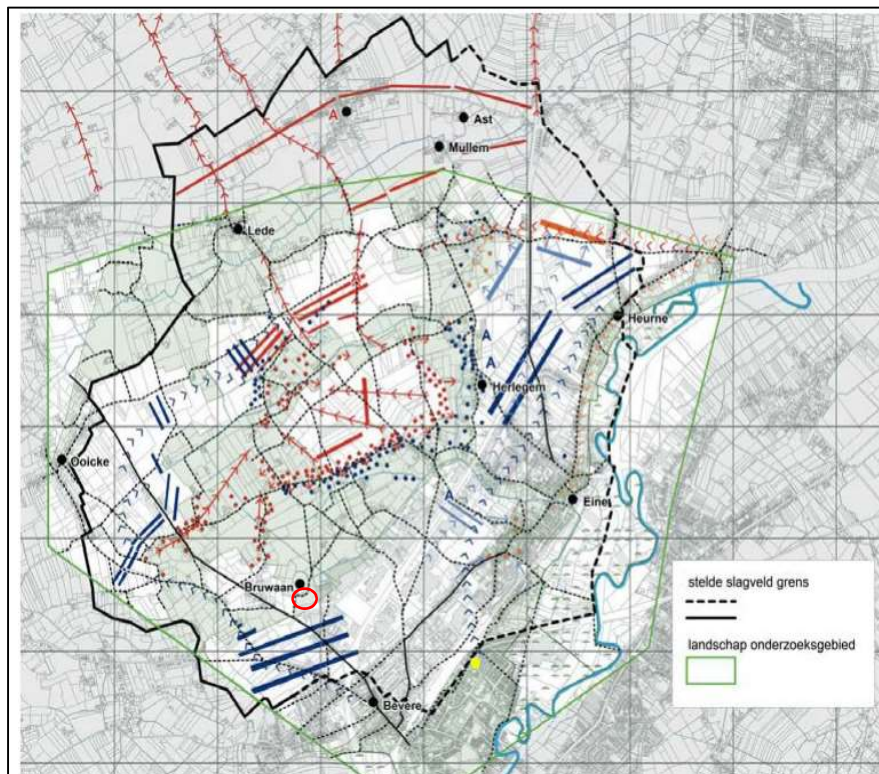 A
Ast
Mullem
Lede
Heurne
A
A
Herlegem
Ooicke
A
Eine
Bruwaan
Bevere
stelde slagveld grens
landschap onderzoeksgebied